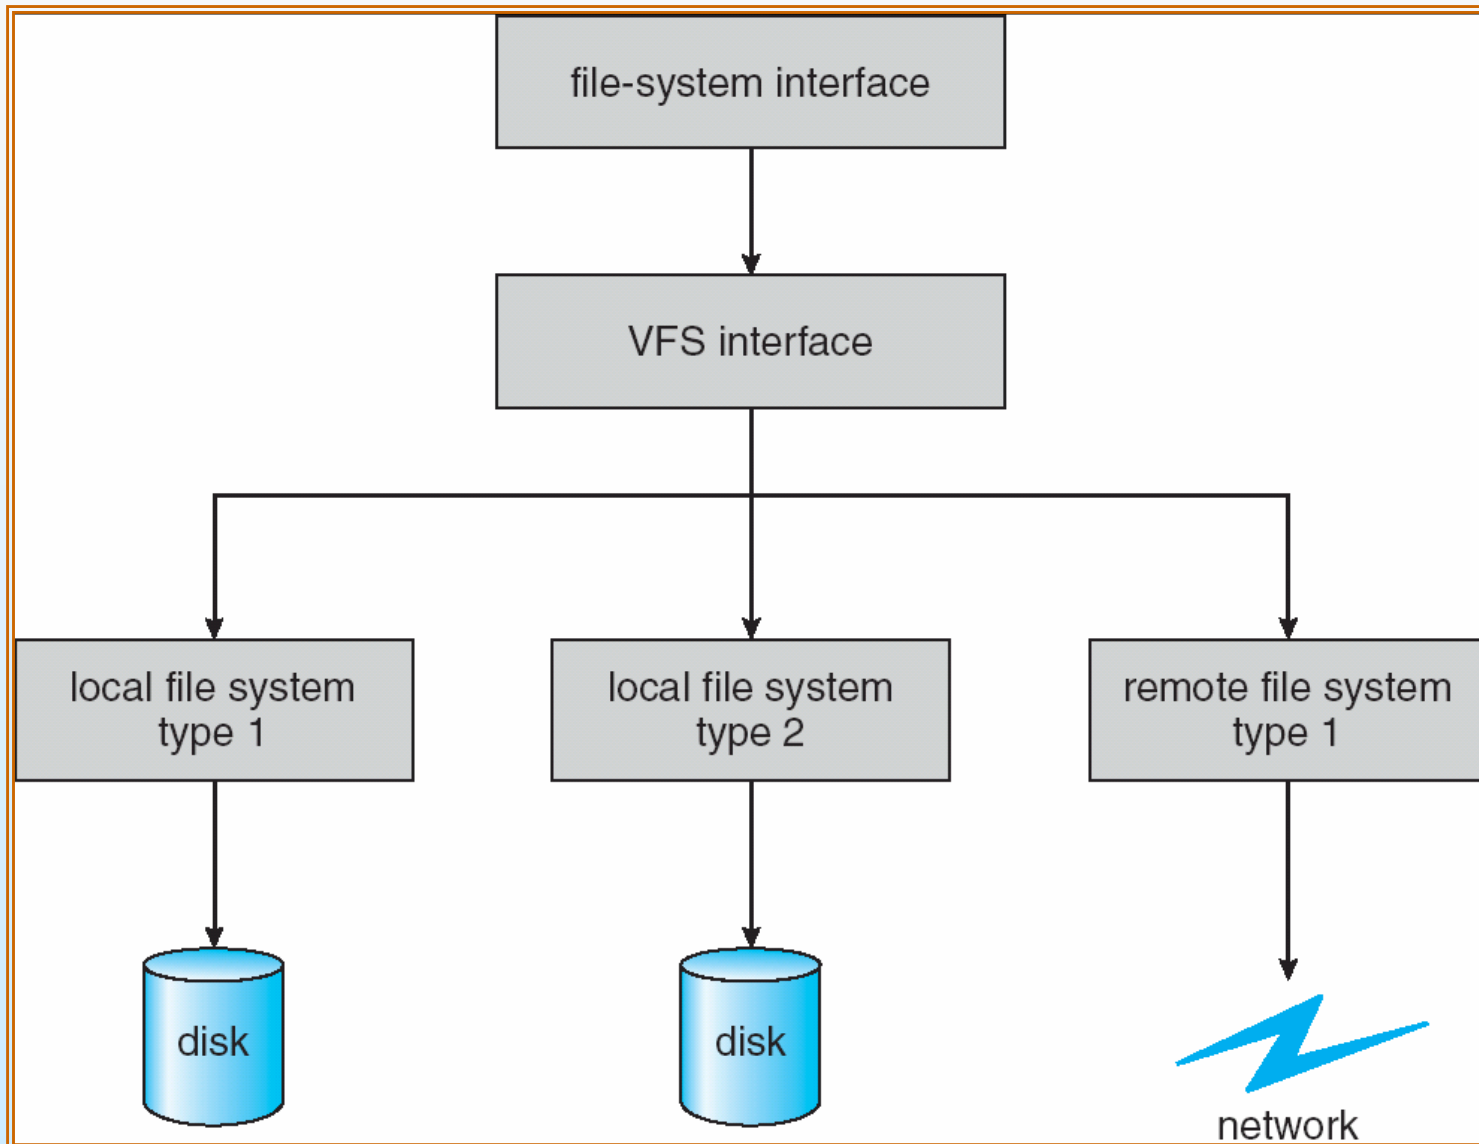 file-system interface
VFS interface
local file system
type 1
local file system
type 2
remote file system
type 1
disk
disk
network